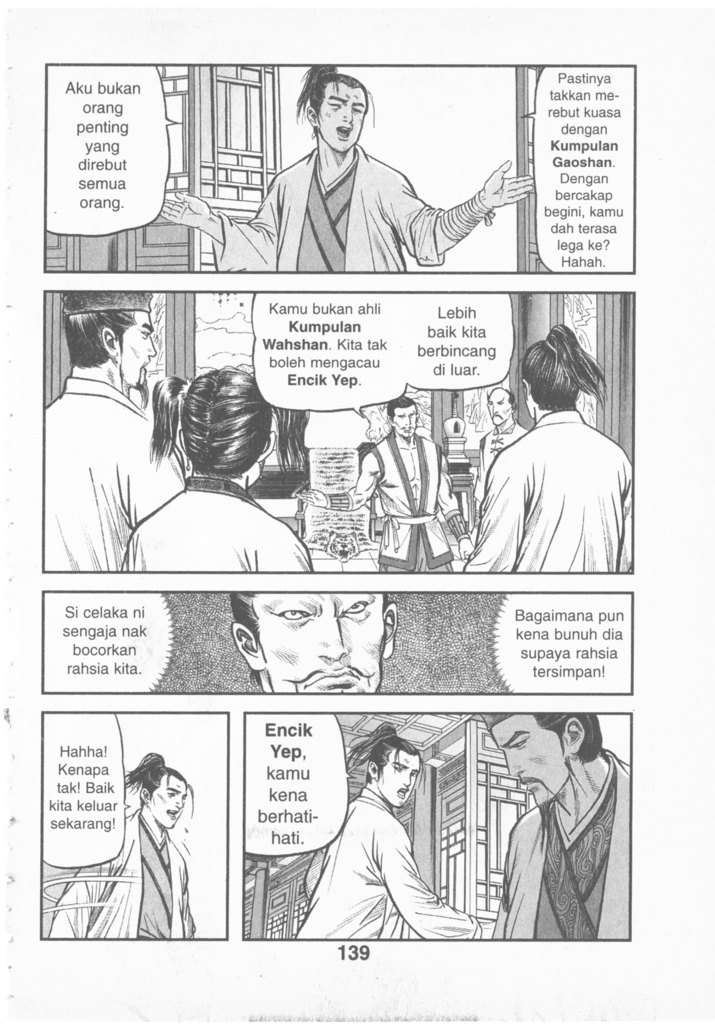 Aku bukan
orang
penting
yang
direbut
semua
orang.
Pastinya
takkan me-
rebut kuasa
dengan
Kumpulan
Gaoshan.
Dengan
bercakap
begini, kamu
dah terasa
lega ke?
Hahah.
Kamu bukan ahli
Kumpulan
Wahshan. Kita tak
boleh mengacau
Encik Yep.
Lebih
baik kita
berbincang
di luar.
Si celaka ni
sengaja nak
bocorkan
rahsia kita.
Bagaimana pun
kena bunuh dia
supaya rahsia
tersimpan!
Hahha!
Kenapa
tak! Baik
kita keluar
sekarang!
Encik
Yep,
kamu
kena
berhati-
hati.
139